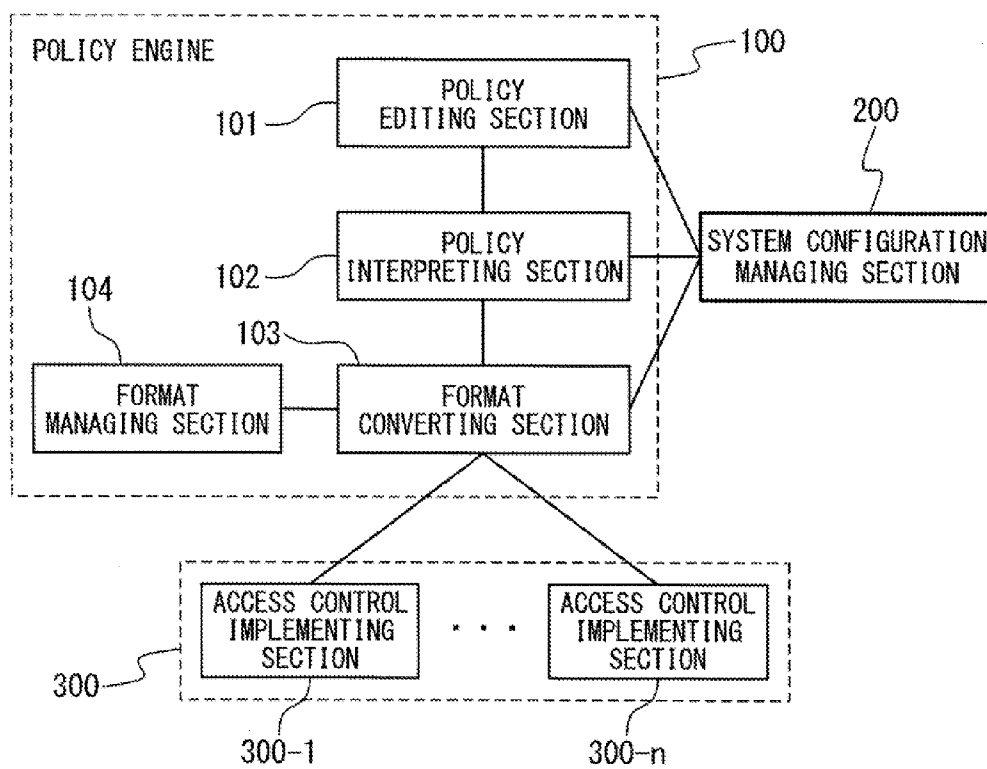 POLICY ENGINE
100
POLICY
EDITING SECTION
101
200
POLICY
INTERPRETING SECTION
102
SYSTEM CONFIGURATION
MANAGING SECTION
104
103
FORMAT
MANAGING SECTION
FORMAT
CONVERTING SECTION
ACCESS CONTROL
IMPLEMENTING
SECTION
. . .
ACCESS CONTROL
IMPLEMENTING
SECTION
300
300-1
300-n